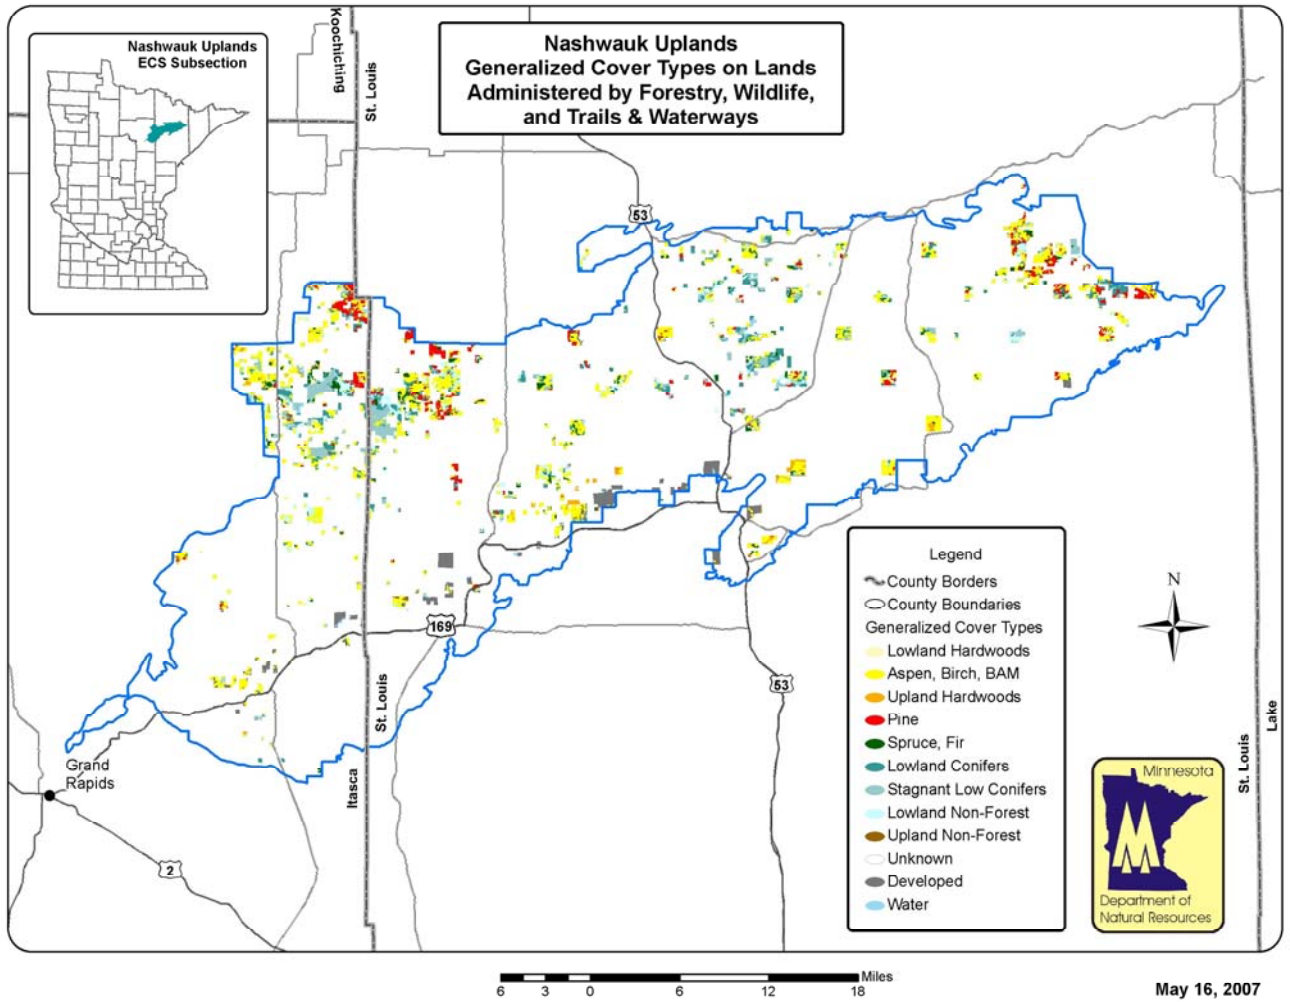 Nashwauk Uplands
ECS Subsection
Koochiching
St. Louis
Nashwauk Uplands
Generalized Cover Types on Lands
Administered by Forestry, Wildlife,
and Trails & Waterways
53
169
53
2
Grand
Rapids
St. Louis
Itasca
Lake
St. Louis
N
Legend
County Borders
County Boundaries
Generalized Cover Types
Lowland Hardwoods
Aspen, Birch, BAM
Upland Hardwoods
Pine
Spruce, Fir
Lowland Conifers
Stagnant Low Conifers
Lowland Non-Forest
Upland Non-Forest
Unknown
Developed
Water
Minnesota
Department of
Natural Resources
Miles
6 3 0 6 12 18
May 16, 2007